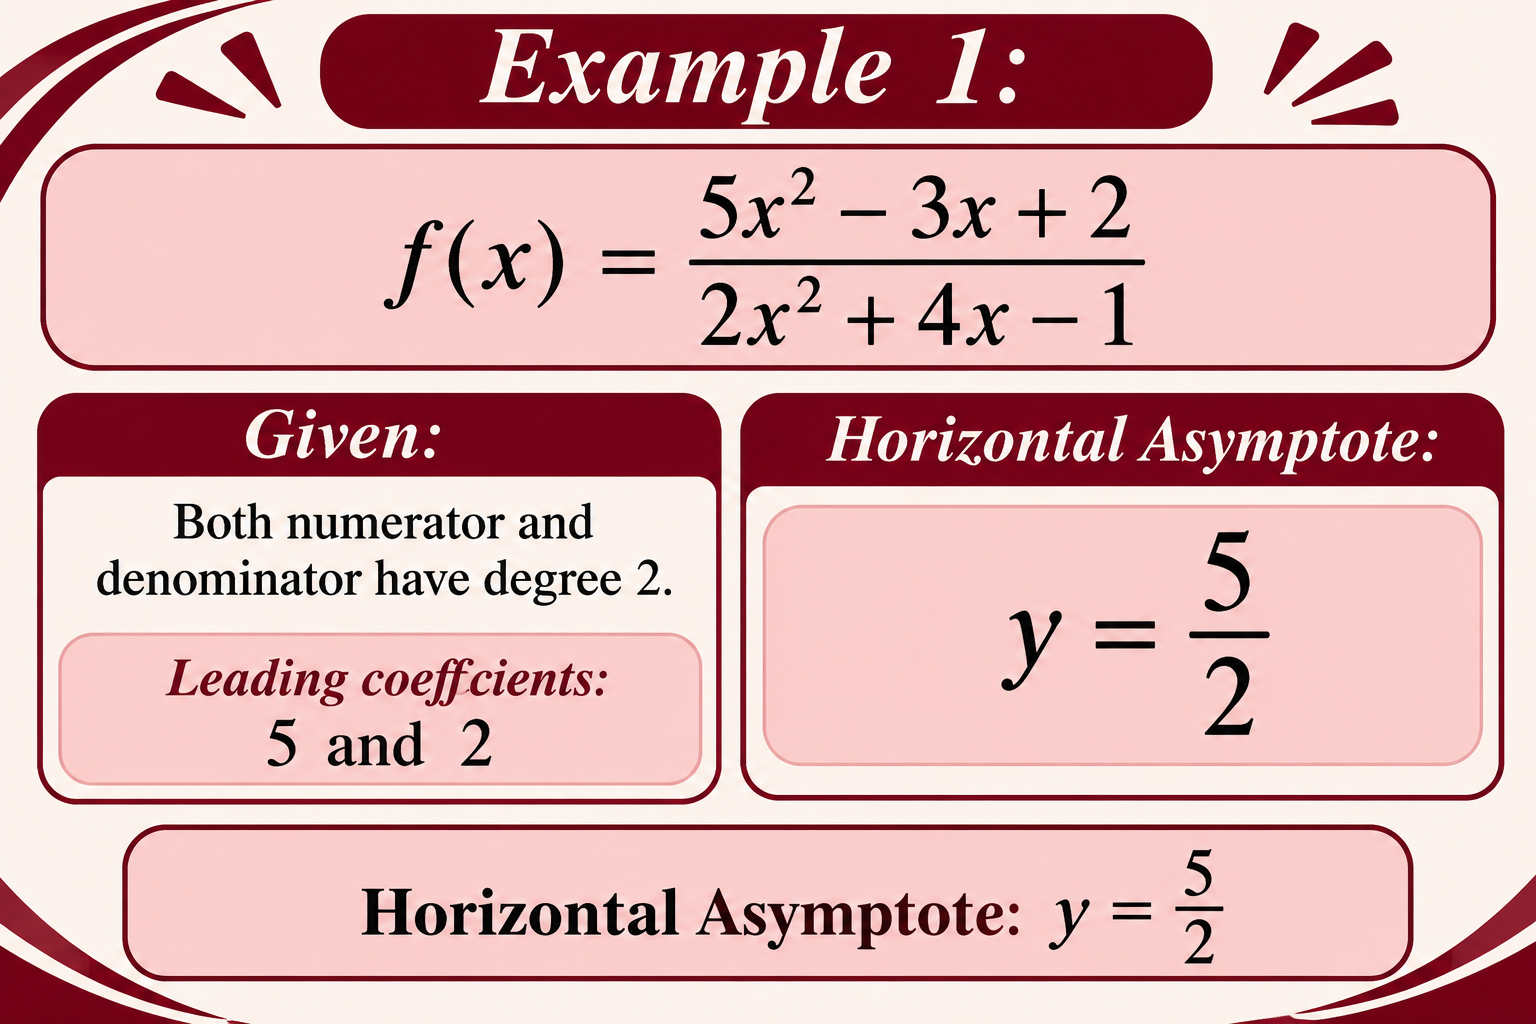 Example 1:
f(x) = (5x² − 3x + 2)/(2x² + 4x − 1)
Given:
Both numerator and
denominator have degree 2.
Leading coeffcients:
5 and 2
Horizontal Asymptote:
y = 5/2
Horizontal Asymptote: y = 5/2